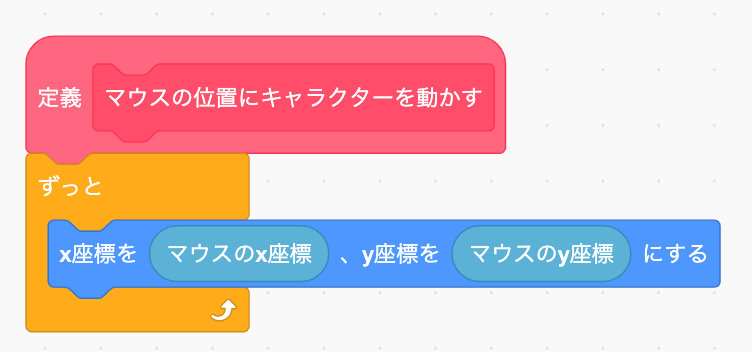 定義 マウスの位置にキャラクターを動かす
ずっと
x座標を マウスのx座標 、y座標を マウスのy座標 にする